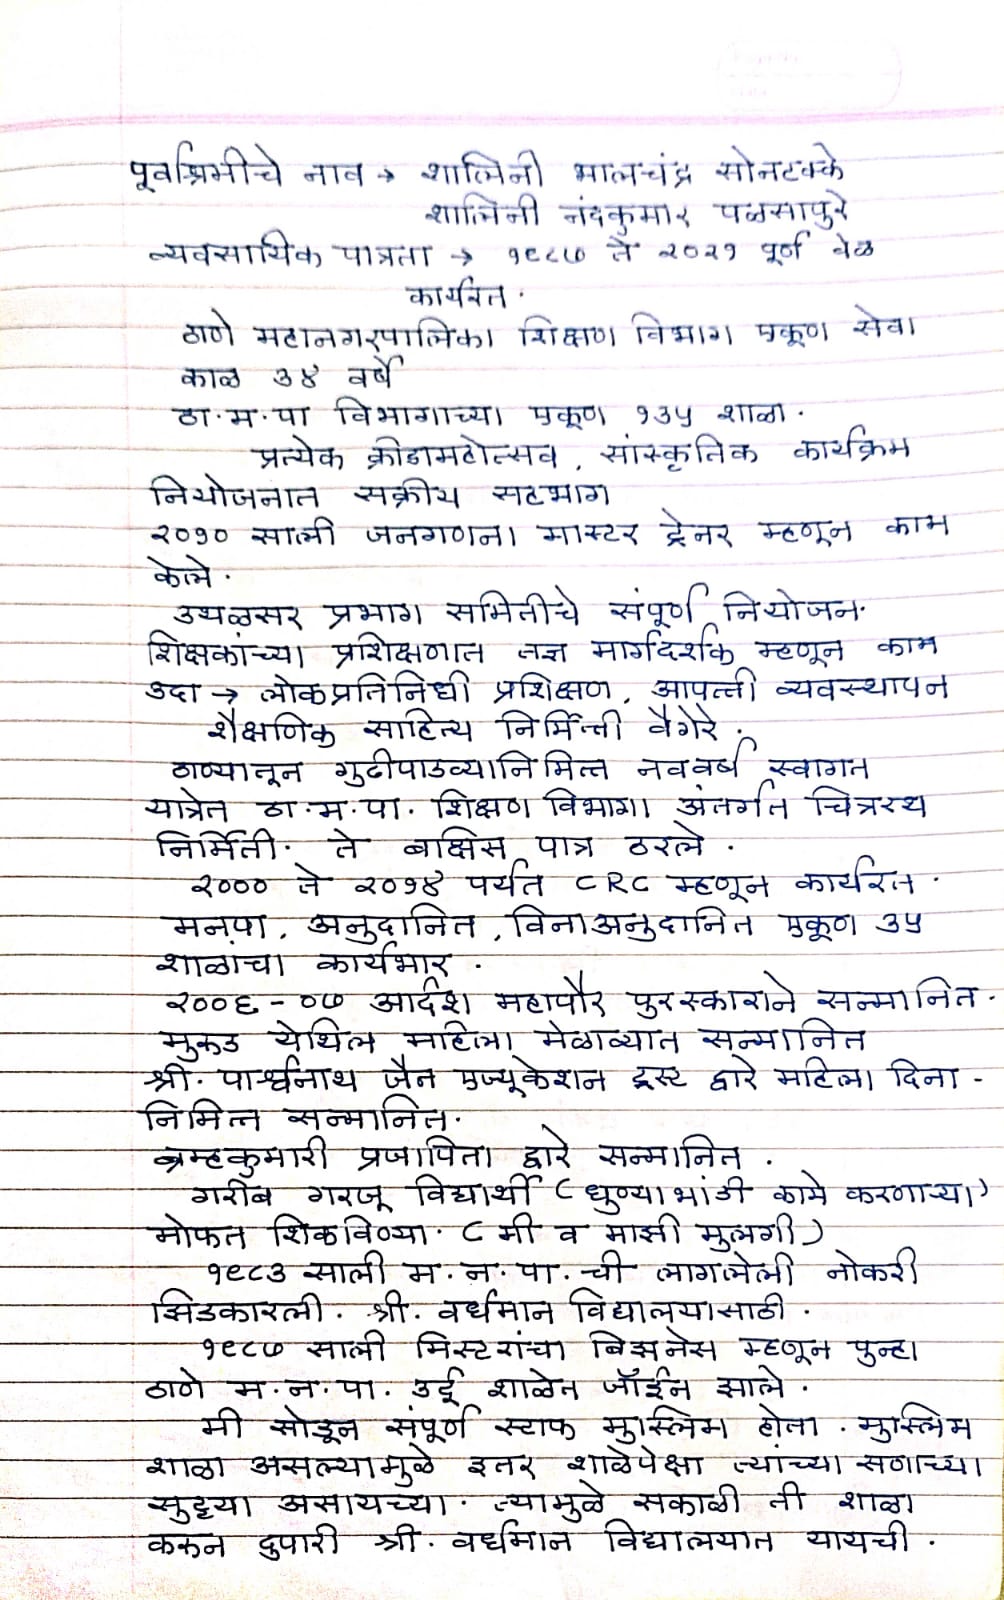 पूर्वाश्रमीचे नाव → शालिनी भालचंद्र सोनटक्के
शालिनी नंदकुमार पळसापुरे
व्यवसायिक पात्रता → १९८७ ते २०२१ पूर्ण वेळ
कार्यरत.
ठाणे महानगरपालिका शिक्षण विभाग एकूण सेवा
काळ ३४ वर्षे
ठा.म.पा विभागाच्या एकूण १३५ शाळा.
प्रत्येक क्रीडामहोत्सव, सांस्कृतिक कार्यक्रम
नियोजनात सक्रीय सहभाग
२०१० साली जनगणना मास्टर ट्रेनर म्हणून काम
केले.
उथळसर प्रभाग समितीचे संपूर्ण नियोजन.
शिक्षकांच्या प्रशिक्षणात तज्ञ मार्गदर्शक म्हणून काम
उदा → लोकप्रतिनिधी प्रशिक्षण, आपत्ती व्यवस्थापन
शैक्षणिक साहित्य निर्मिती वैगेरे.
ठाण्यातून गुढीपाडव्यानिमित्त नववर्ष स्वागत
यात्रेत ठा.म.पा. शिक्षण विभागा अंतर्गत चित्ररथ
निर्मिती. ते बक्षिस पात्र ठरले.
२००० ते २०१४ पर्यंत CRC म्हणून कार्यरत.
मनपा, अनुदानित, विनाअनुदानित एकूण ३५
शाळांचा कार्यभार.
२००६-०७ आर्दश महापौर पुरस्काराने सन्मानित.
मुकुंड येथिल महिला मेळाव्यात सन्मानित
श्री. पार्श्वनाथ जैन एज्यूकेशन ट्रस्ट द्वारे महिला दिना-
निमित्त सन्मानित.
ब्रम्हकुमारी प्रजापिता द्वारे सन्मानित.
गरीब गरजू विद्यार्थी (धुण्याभांडी कामे करणाऱ्या)
मोफत शिकविण्या. (मी व माझी मुलगी)
१९८३ साली म.न.पा.ची लागलेली नोकरी
झिडकारली. श्री. वर्धमान विद्यालयासाठी.
१९८७ साली मिस्टरांचा बिझनेस म्हणून पुन्हा
ठाणे म.न.पा. उर्दू शाळेत जॉईन झाले.
मी सोडून संपूर्ण स्टाफ मुस्लिम होता. मुस्लिम
शाळा असल्यामुळे इतर शाळेपेक्षा त्यांच्या सणाच्या
सुट्ट्या असायच्या. त्यामुळे सकाळी ती शाळा
करून दुपारी श्री. वर्धमान विद्यालयात यायची.